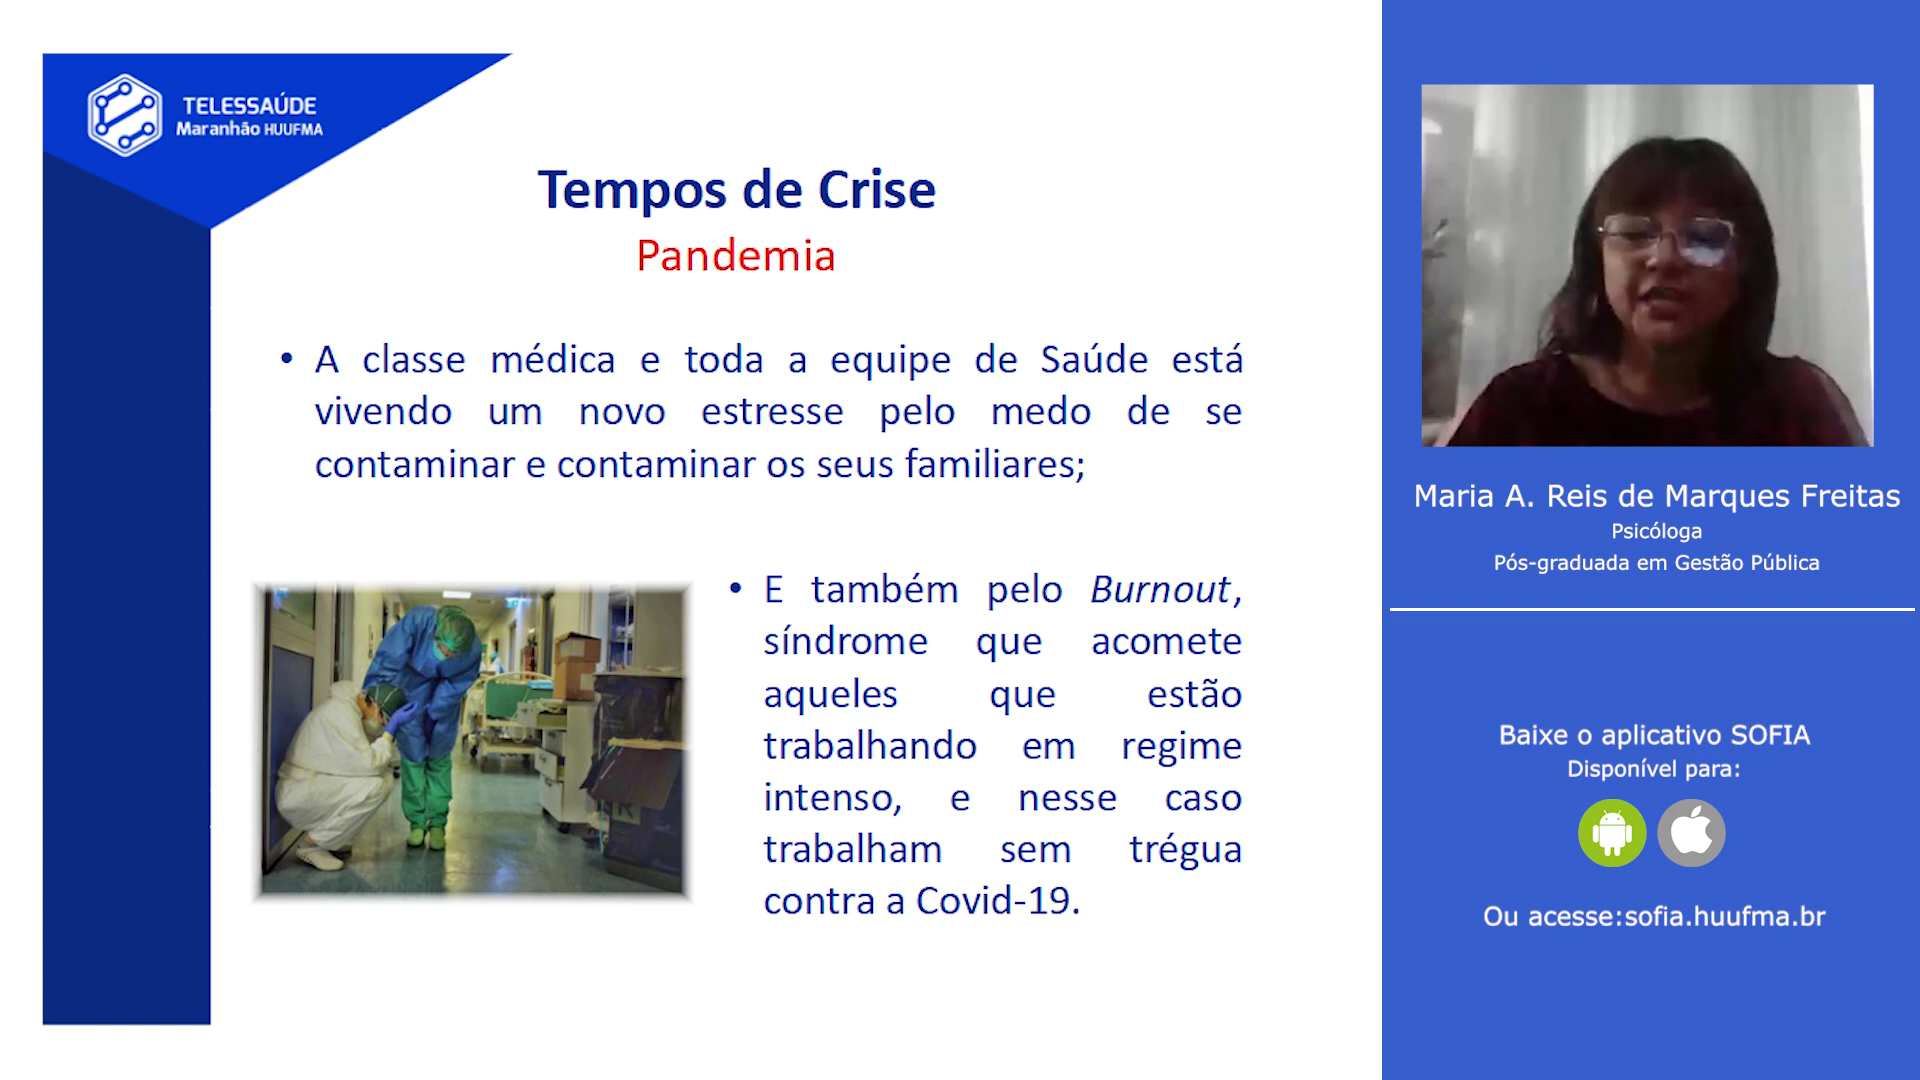 TELESSAÚDE
Maranhão HUUFMA
Tempos de Crise
Pandemia
• A classe médica e toda a equipe de Saúde está
vivendo um novo estresse pelo medo de se
contaminar e contaminar os seus familiares;
• E também pelo Burnout,
síndrome que acomete
aqueles que estão
trabalhando em regime
intenso, e nesse caso
trabalham sem trégua
contra a Covid-19.
Maria A. Reis de Marques Freitas
Psicóloga
Pós-graduada em Gestão Pública
Baixe o aplicativo SOFIA
Disponível para:
Ou acesse:sofia.huufma.br